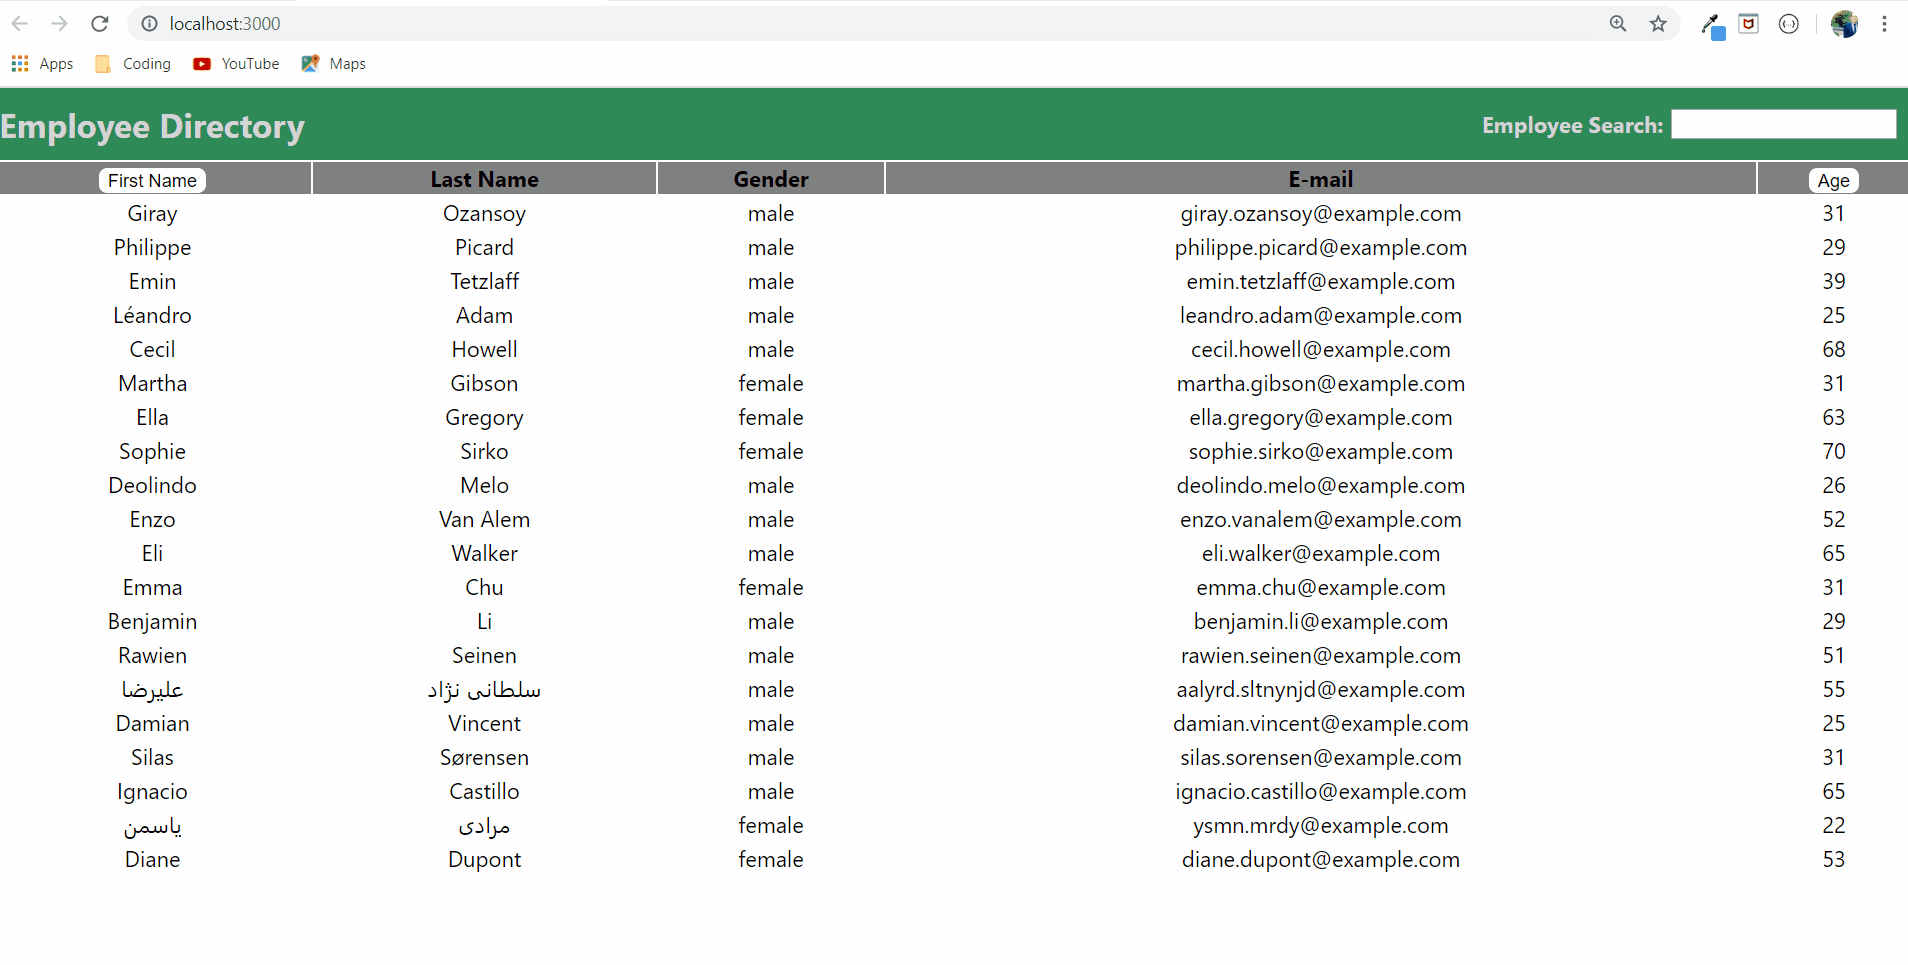 localhost:3000
Apps Coding YouTube Maps
Employee Directory Employee Search:
First Name Last Name Gender E-mail Age
Giray Ozansoy male giray.ozansoy@example.com 31
Philippe Picard male philippe.picard@example.com 29
Emin Tetzlaff male emin.tetzlaff@example.com 39
Léandro Adam male leandro.adam@example.com 25
Cecil Howell male cecil.howell@example.com 68
Martha Gibson female martha.gibson@example.com 31
Ella Gregory female ella.gregory@example.com 63
Sophie Sirko female sophie.sirko@example.com 70
Deolindo Melo male deolindo.melo@example.com 26
Enzo Van Alem male enzo.vanalem@example.com 52
Eli Walker male eli.walker@example.com 65
Emma Chu female emma.chu@example.com 31
Benjamin Li male benjamin.li@example.com 29
Rawien Seinen male rawien.seinen@example.com 51
علیرضا سلطانی نژاد male aalyrd.sltnynjd@example.com 55
Damian Vincent male damian.vincent@example.com 25
Silas Sørensen male silas.sorensen@example.com 31
Ignacio Castillo male ignacio.castillo@example.com 65
یاسمن مرادی female ysmn.mrdy@example.com 22
Diane Dupont female diane.dupont@example.com 53